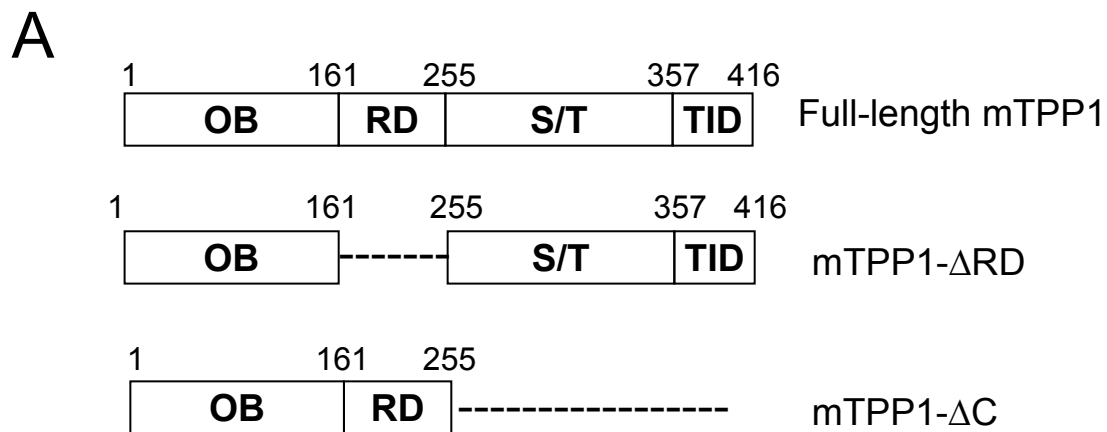 A
1 161 255 357 416
OB RD S/T TID Full-length mTPP1
1 161 255 357 416
OB S/T TID mTPP1-ΔRD
1 161 255
OB RD mTPP1-ΔC